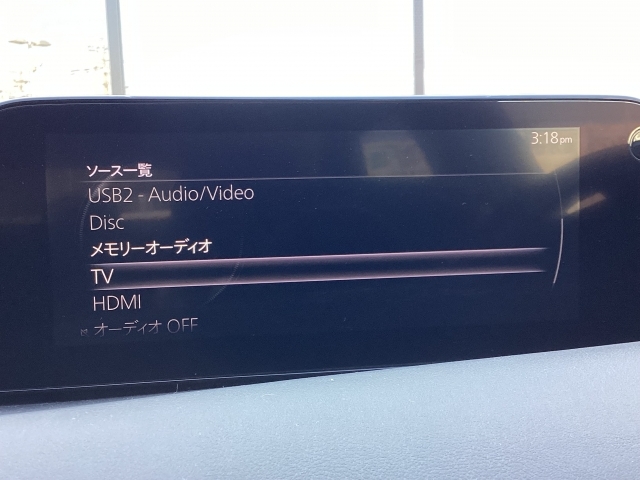 3:18pm
ソース一覧
USB2 - Audio/Video
Disc
メモリーオーディオ
TV
HDMI
オーディオ OFF